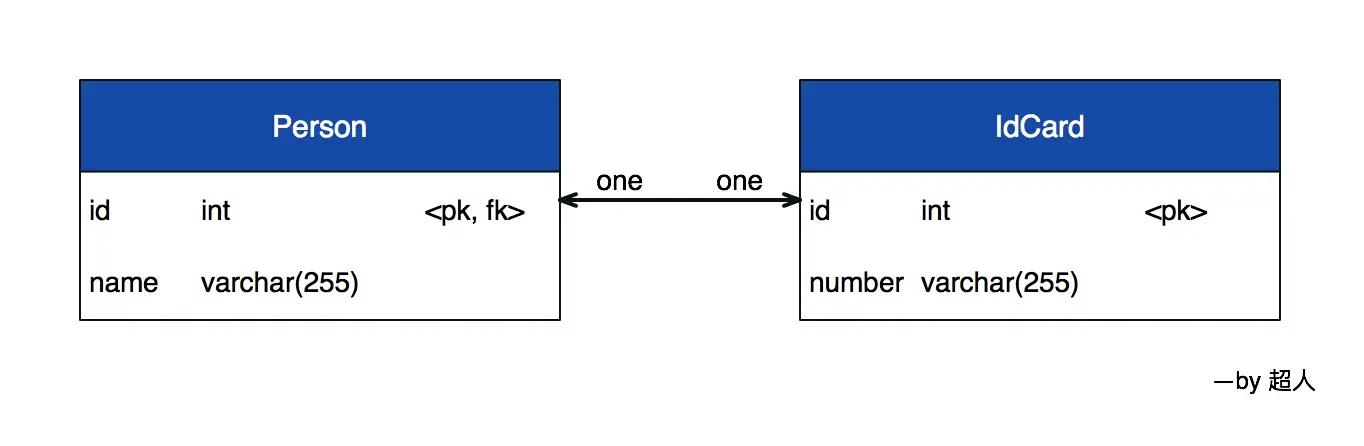 Person
id int <pk, fk>
name varchar(255)
one one
IdCard
id int <pk>
number varchar(255)
—by 超人